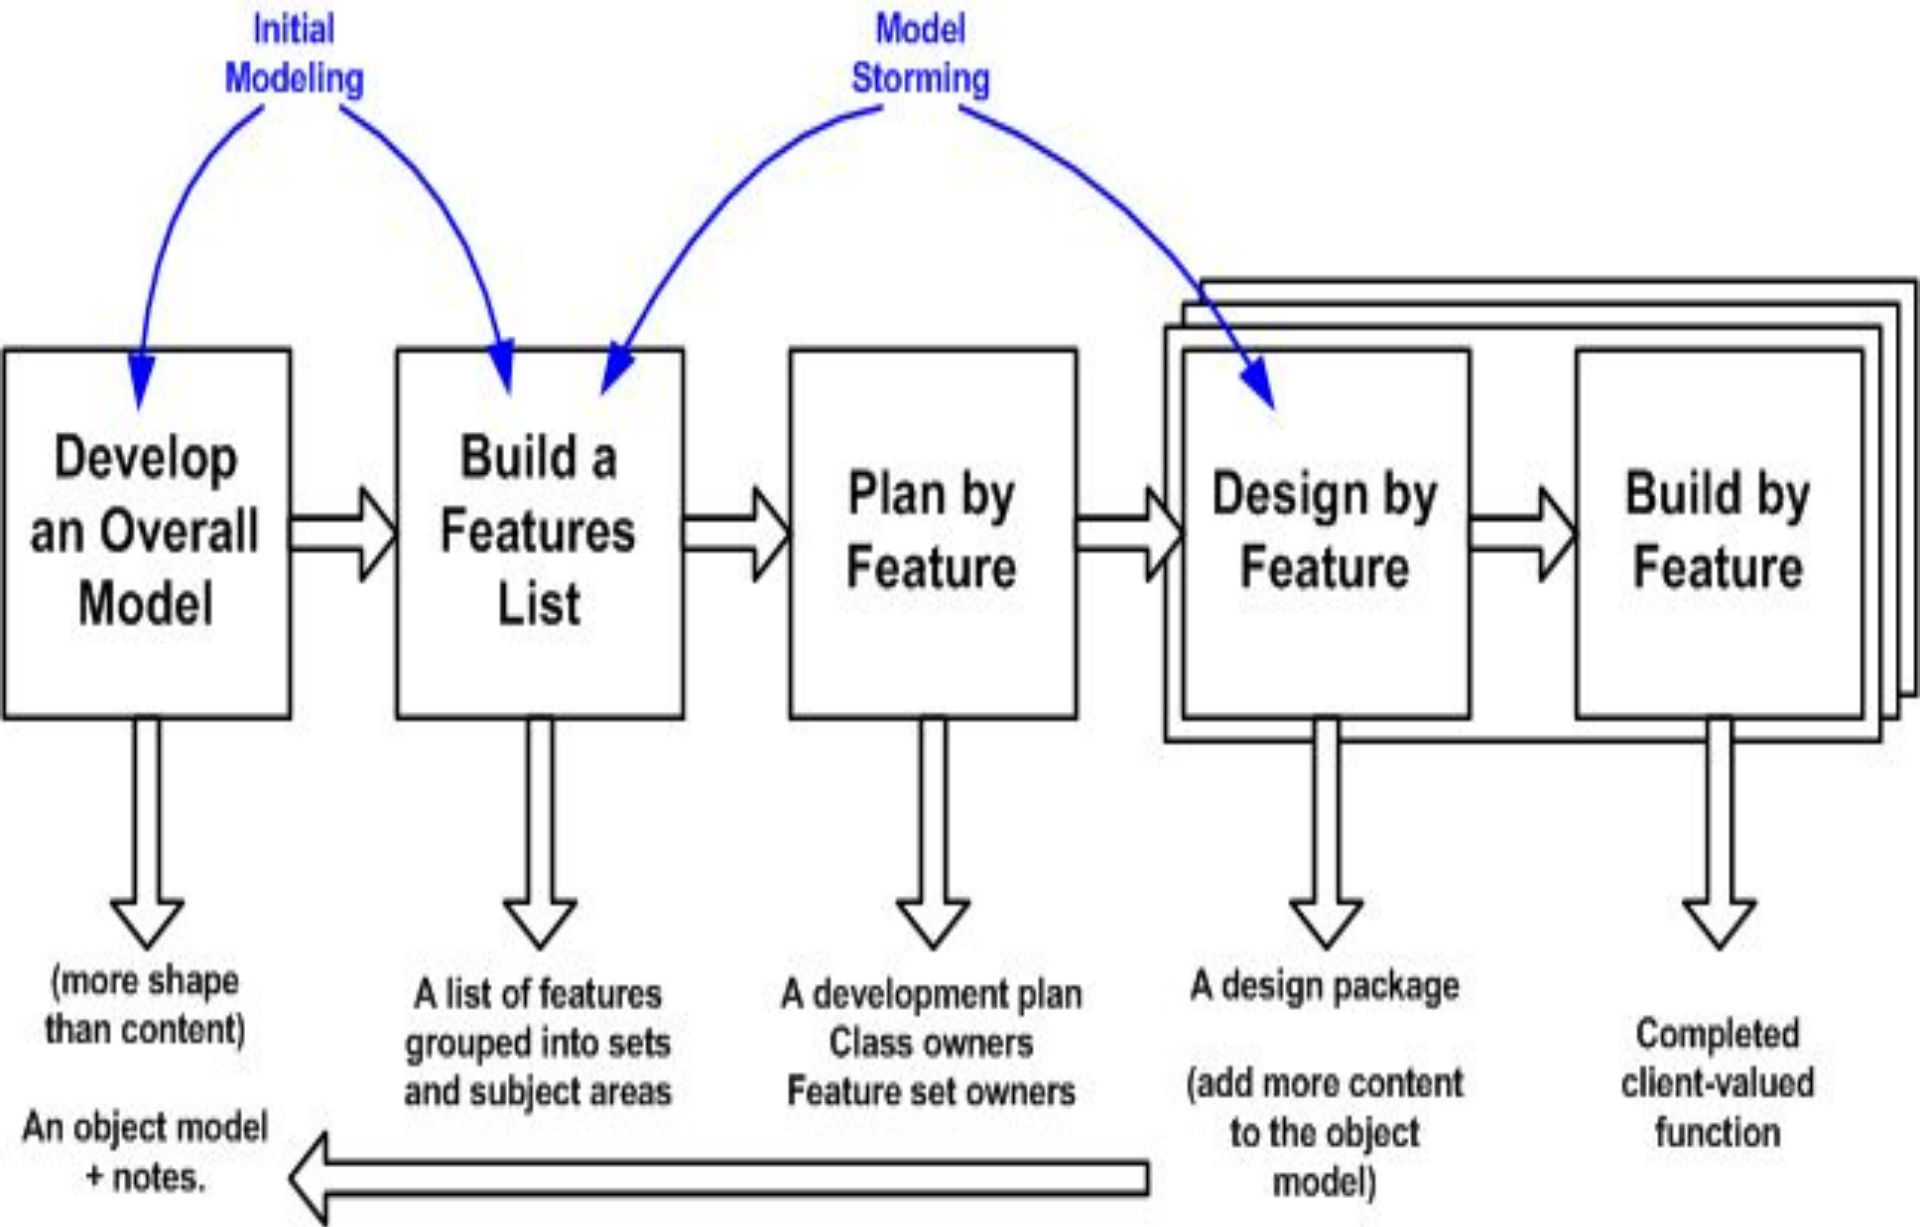 Initial
Modeling
Model
Storming
Develop
an Overall
Model
Build a
Features
List
Plan by
Feature
Design by
Feature
Build by
Feature
(more shape
than content)
An object model
+ notes.
A list of features
grouped into sets
and subject areas
A development plan
Class owners
Feature set owners
A design package
(add more content
to the object
model)
Completed
client-valued
function